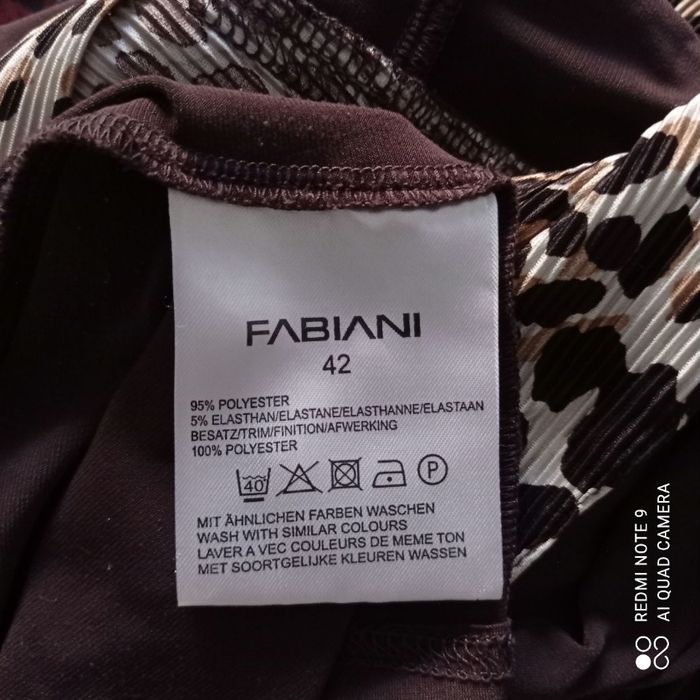 FABIANI
42
95% POLYESTER
5% ELASTHAN/ELASTANE/ELASTHANNE/ELASTAAN
BESATZ/TRIM/FINITION/AFWERKING
100% POLYESTER
40°
P
MIT ÄHNLICHEN FARBEN WASCHEN
WASH WITH SIMILAR COLOURS
LAVER A VEC COULEURS DE MEME TON
MET SOORTGELIJKE KLEUREN WASSEN
REDMI NOTE 9
AI QUAD CAMERA